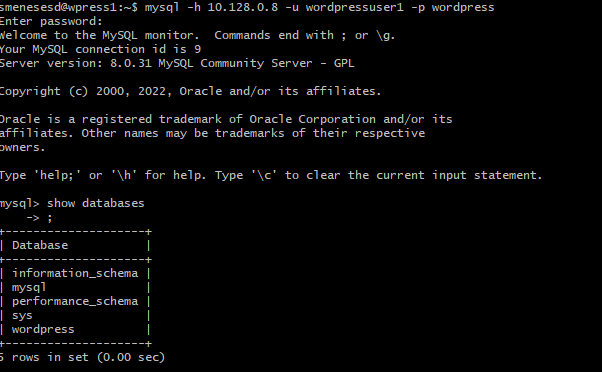 smenesesd@wpress1:~$ mysql -h 10.128.0.8 -u wordpressuser1 -p wordpress
Enter password:
Welcome to the MySQL monitor.  Commands end with ; or \g.
Your MySQL connection id is 9
Server version: 8.0.31 MySQL Community Server - GPL
Copyright (c) 2000, 2022, Oracle and/or its affiliates.
Oracle is a registered trademark of Oracle Corporation and/or its
affiliates. Other names may be trademarks of their respective
owners.
Type 'help;' or '\h' for help. Type '\c' to clear the current input statement.
mysql> show databases
    -> ;
+--------------------+
| Database           |
+--------------------+
| information_schema |
| mysql              |
| performance_schema |
| sys                |
| wordpress          |
+--------------------+
5 rows in set (0.00 sec)